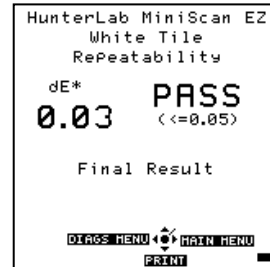 HunterLab MiniScan EZ
White Tile
Repeatability
dE* PASS
0.03 (<=0.05)
Final Result
DIAGS MENU MAIN MENU
PRINT